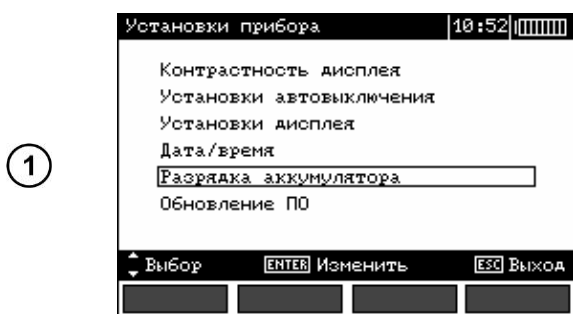 Установки прибора 10:52
Контрастность дисплея
Установки автовыключения
Установки дисплея
Дата/время
1
Разрядка аккумулятора
Обновление ПО
Выбор ENTER Изменить ESC Выход